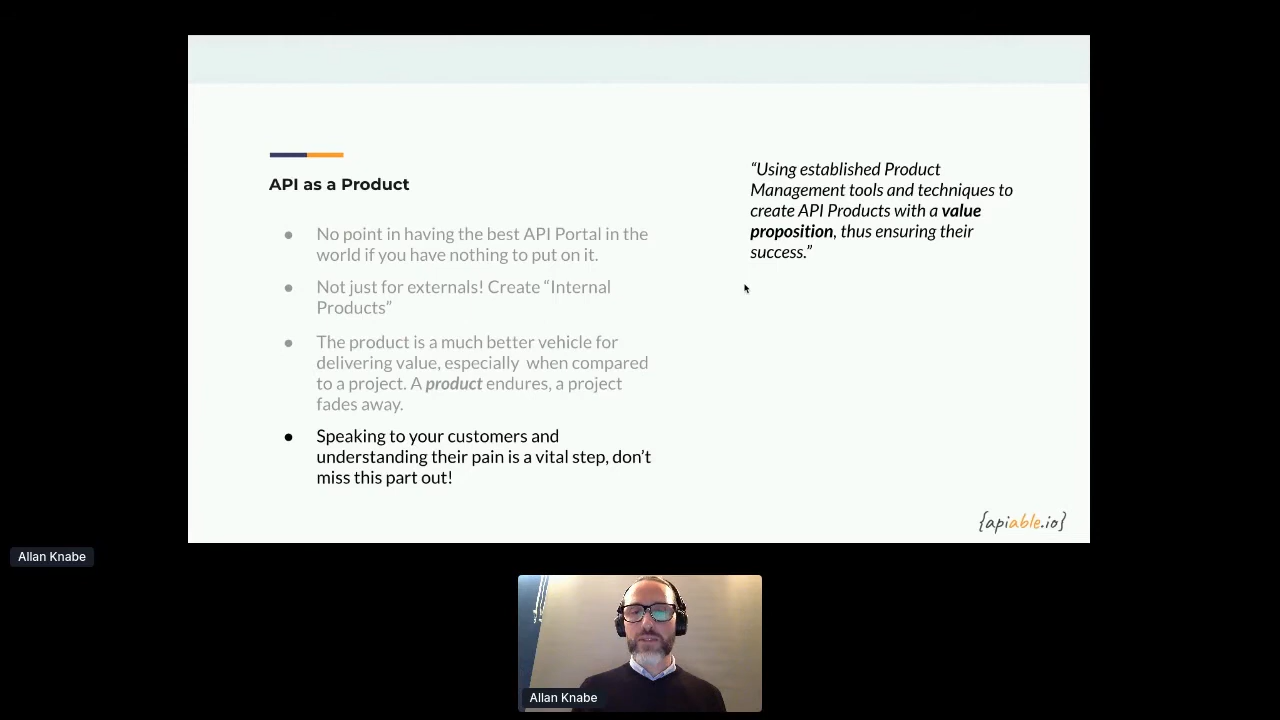 API as a Product
● No point in having the best API Portal in the
world if you have nothing to put on it.
● Not just for externals! Create “Internal
Products”
● The product is a much better vehicle for
delivering value, especially  when compared
to a project. A product endures, a project
fades away.
● Speaking to your customers and
understanding their pain is a vital step, don’t
miss this part out!
“Using established Product
Management tools and techniques to
create API Products with a value
proposition, thus ensuring their
success.”
{apiable.io}
Allan Knabe
Allan Knabe